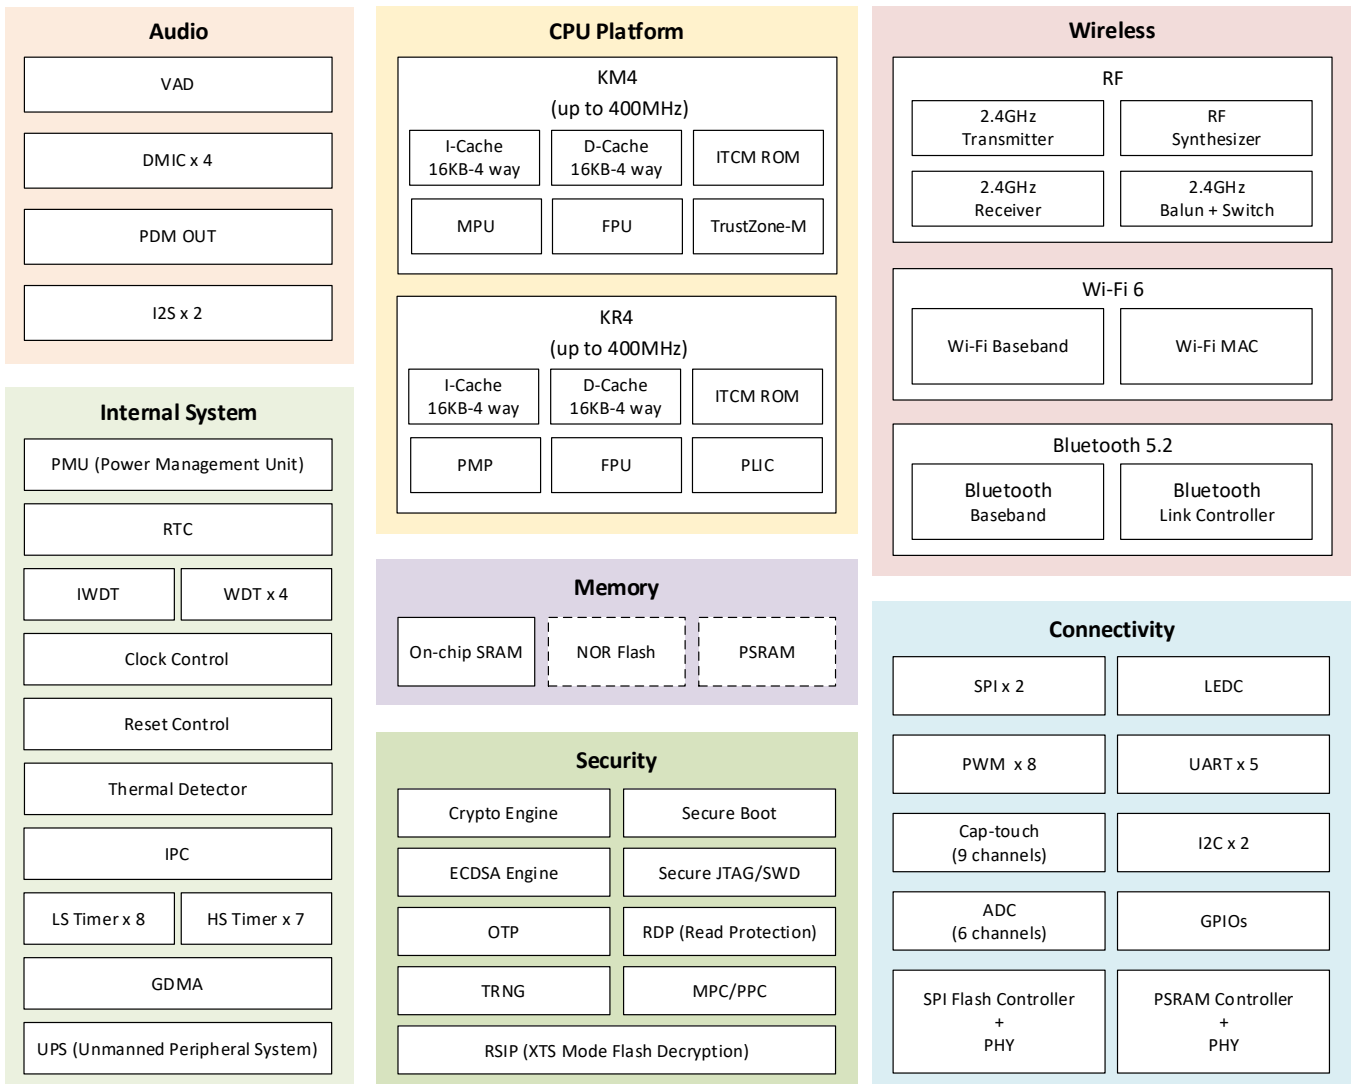 Audio
VAD
DMIC x 4
PDM OUT
I2S x 2
Internal System
PMU (Power Management Unit)
RTC
IWDT
WDT x 4
Clock Control
Reset Control
Thermal Detector
IPC
LS Timer x 8
HS Timer x 7
GDMA
UPS (Unmanned Peripheral System)
CPU Platform
KM4
(up to 400MHz)
I-Cache
16KB-4 way
D-Cache
16KB-4 way
ITCM ROM
MPU
FPU
TrustZone-M
KR4
(up to 400MHz)
I-Cache
16KB-4 way
D-Cache
16KB-4 way
ITCM ROM
PMP
FPU
PLIC
Memory
On-chip SRAM
NOR Flash
PSRAM
Security
Crypto Engine
Secure Boot
ECDSA Engine
Secure JTAG/SWD
OTP
RDP (Read Protection)
TRNG
MPC/PPC
RSIP (XTS Mode Flash Decryption)
Wireless
RF
2.4GHz
Transmitter
RF
Synthesizer
2.4GHz
Receiver
2.4GHz
Balun + Switch
Wi-Fi 6
Wi-Fi Baseband
Wi-Fi MAC
Bluetooth 5.2
Bluetooth
Baseband
Bluetooth
Link Controller
Connectivity
SPI x 2
LEDC
PWM x 8
UART x 5
Cap-touch
(9 channels)
I2C x 2
ADC
(6 channels)
GPIOs
SPI Flash Controller
+
PHY
PSRAM Controller
+
PHY